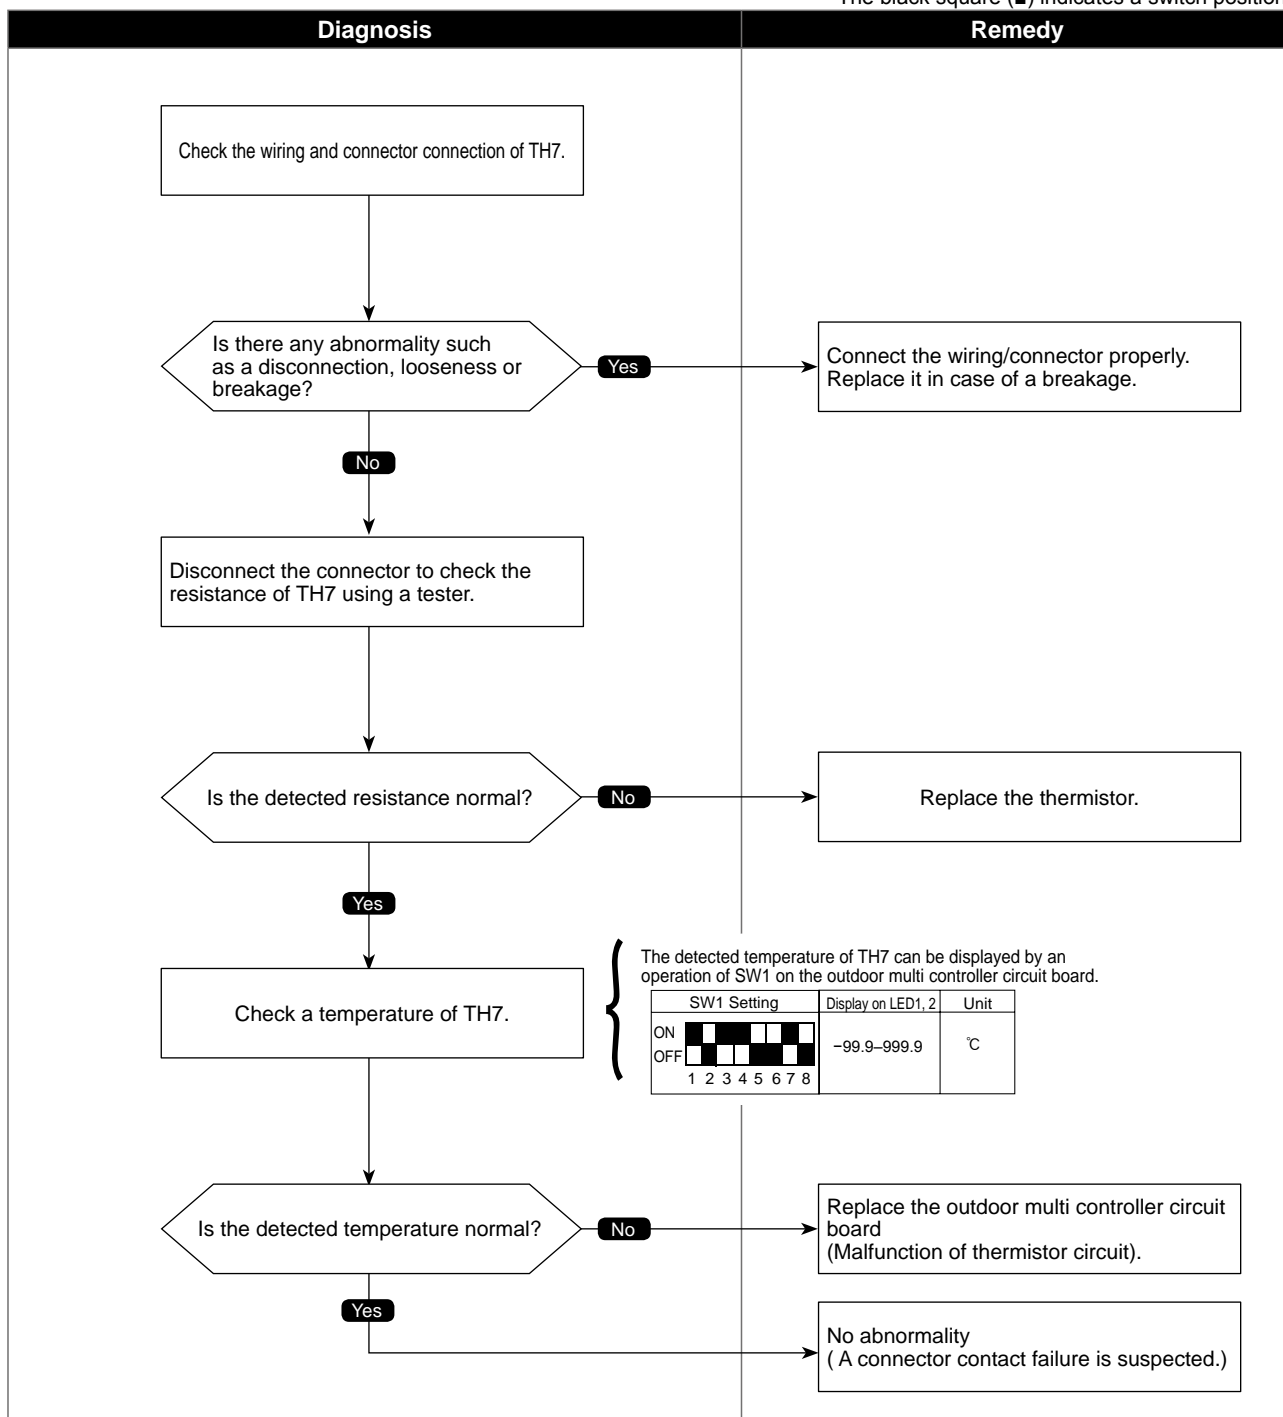 The black square (■) indicates a switch position
Diagnosis
Remedy
Check the wiring and connector connection of TH7.
Is there any abnormality such
as a disconnection, looseness or
breakage?
Yes
Connect the wiring/connector properly.
Replace it in case of a breakage.
No
Disconnect the connector to check the
resistance of TH7 using a tester.
Is the detected resistance normal?
No
Replace the thermistor.
Yes
The detected temperature of TH7 can be displayed by an
operation of SW1 on the outdoor multi controller circuit board.
Check a temperature of TH7.
SW1 Setting
Display on LED1, 2
Unit
ON
OFF
−99.9–999.9
℃
1 2 3 4 5 6 7 8
Is the detected temperature normal?
No
Replace the outdoor multi controller circuit
board
(Malfunction of thermistor circuit).
Yes
No abnormality
( A connector contact failure is suspected.)